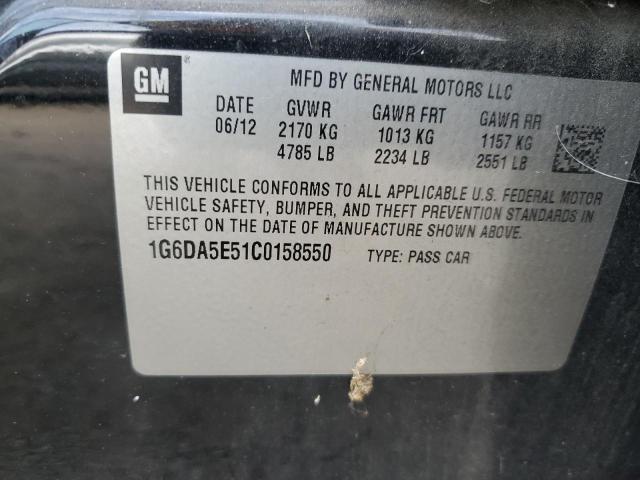 GM ®
MFD BY GENERAL MOTORS LLC
DATE GVWR GAWR FRT GAWR RR
06/12 2170 KG 1013 KG 1157 KG
4785 LB 2234 LB 2551 LB
THIS VEHICLE CONFORMS TO ALL APPLICABLE U.S. FEDERAL MOTOR
VEHICLE SAFETY, BUMPER, AND THEFT PREVENTION STANDARDS IN
EFFECT ON THE DATE OF MANUFACTURE SHOWN ABOVE.
1G6DA5E51C0158550 TYPE: PASS CAR